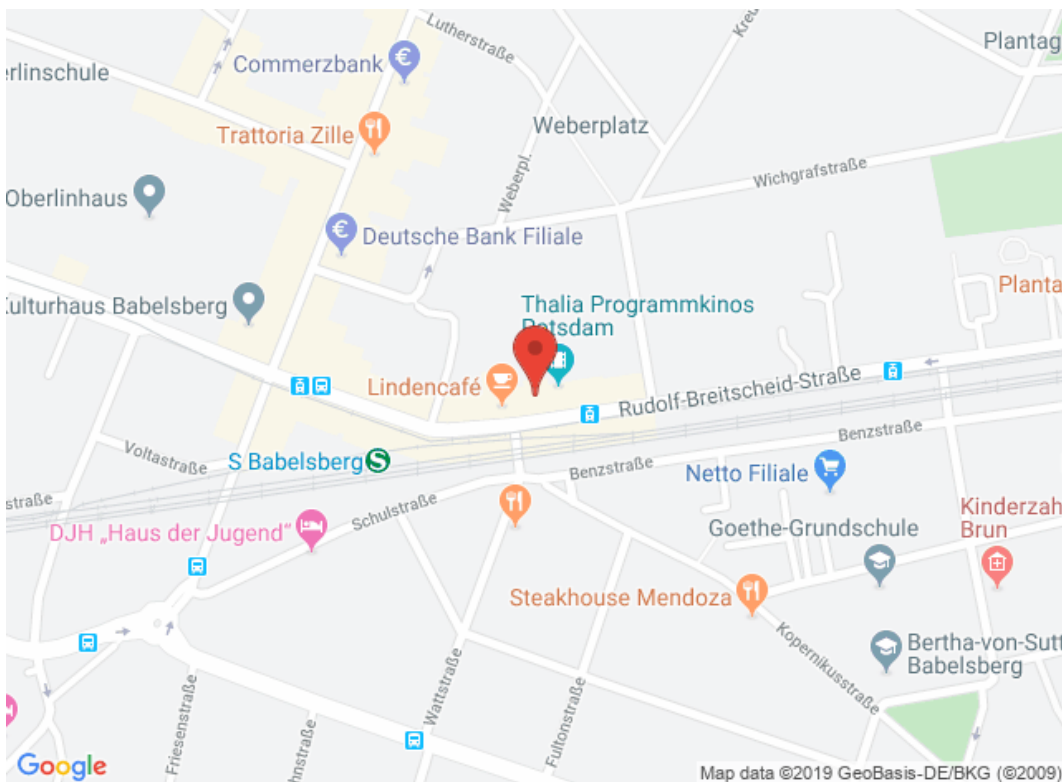 Lutherstraße
Kreu
Plantag
Commerzbank
erlinschule
Weberplatz
Trattoria Zille
Wichgrafstraße
Weberpl.
Oberlinhaus
Deutsche Bank Filiale
Planta
Kulturhaus Babelsberg
Thalia Programmkinos
Potsdam
Lindencafé
Rudolf-Breitscheid-Straße
Benzstraße
Voltastraße
S Babelsberg
S
Benzstraße
Netto Filiale
straße
Schulstraße
DJH „Haus der Jugend“
Goethe-Grundschule
Kinderzah
Brun
Steakhouse Mendoza
Kopernikusstraße
Bertha-von-Sutt
Babelsberg
Wattstraße
Fultonstraße
Friesenstraße
hnstraße
Google
Map data ©2019 GeoBasis-DE/BKG (©2009)